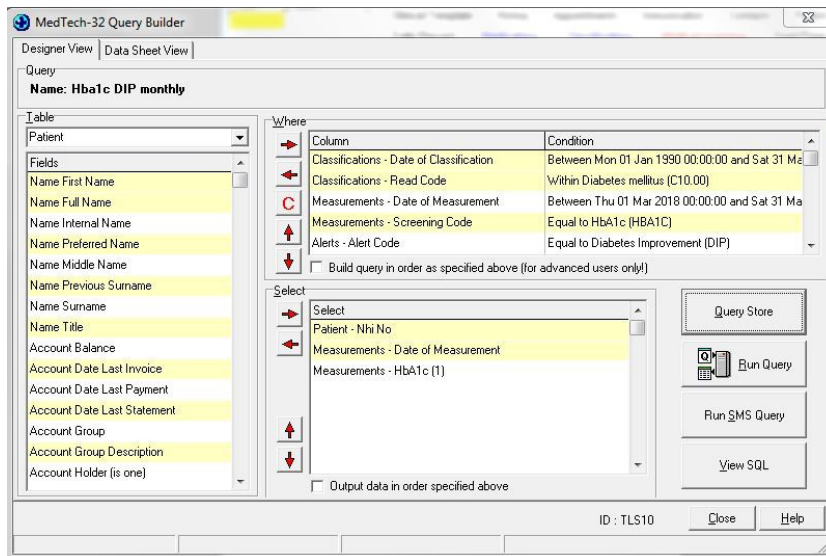 MedTech-32 Query Builder
Designer View
Data Sheet View
Query
Name: Hba1c DIP monthly
Table
Patient
Fields
Name First Name
Name Full Name
Name Internal Name
Name Preferred Name
Name Middle Name
Name Previous Surname
Name Surname
Name Title
Account Balance
Account Date Last Invoice
Account Date Last Payment
Account Date Last Statement
Account Group
Account Group Description
Account Holder (is one)
Where
Column Condition
Classifications - Date of Classification Between Mon 01 Jan 1990 00:00:00 and Sat 31 Ma
Classifications - Read Code Within Diabetes mellitus (C10.00)
Measurements - Date of Measurement Between Thu 01 Mar 2018 00:00:00 and Sat 31 Ma
Measurements - Screening Code Equal to HbA1c (HBA1C)
Alerts - Alert Code Equal to Diabetes Improvement (DIP)
C
Build query in order as specified above (for advanced users only!)
Select
Select
Patient - Nhi No
Measurements - Date of Measurement
Measurements - HbA1c (1)
Output data in order specified above
Query Store
Q
Run Query
Run SMS Query
View SQL
ID : TLS10
Close
Help